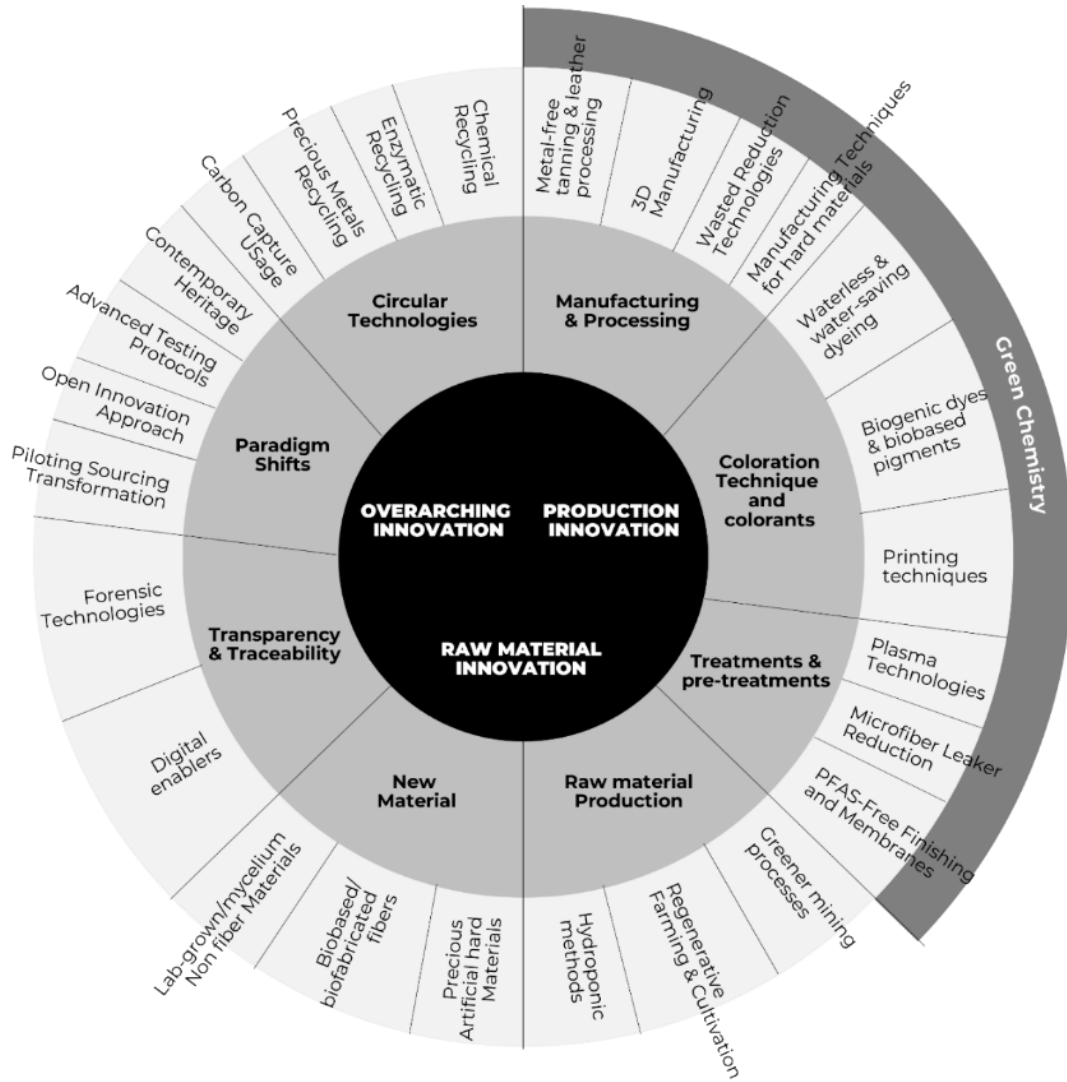 OVERARCHING
INNOVATION
PRODUCTION
INNOVATION
RAW MATERIAL
INNOVATION
Manufacturing
& Processing
Coloration
Technique
and
colorants
Treatments &
pre-treatments
Raw material
Production
New
Material
Transparency
& Traceability
Paradigm
Shifts
Circular
Technologies
Metal-free
tanning & leather
processing
3D
Manufacturing
Wasted Reduction
Technologies
Manufacturing Techniques
for hard materials
Waterless &
water-saving
dyeing
Biogenic dyes
& biobased
pigments
Printing
techniques
Plasma
Technologies
Microfiber Leaker
Reduction
PFAS-Free Finishing
and Membranes
Green Chemistry
Greener mining
processes
Regenerative
Farming & Cultivation
Hydroponic
methods
Precious
Artificial hard
Materials
Biobased/
biofabricated
fibers
Lab-grown/mycelium
Non fiber Materials
Digital
enablers
Forensic
Technologies
Piloting Sourcing
Transformation
Open Innovation
Approach
Advanced Testing
Protocols
Contemporary
Heritage
Carbon Capture
USage
Precious Metals
Recycling
Enzymatic
Recycling
Chemical
Recycling